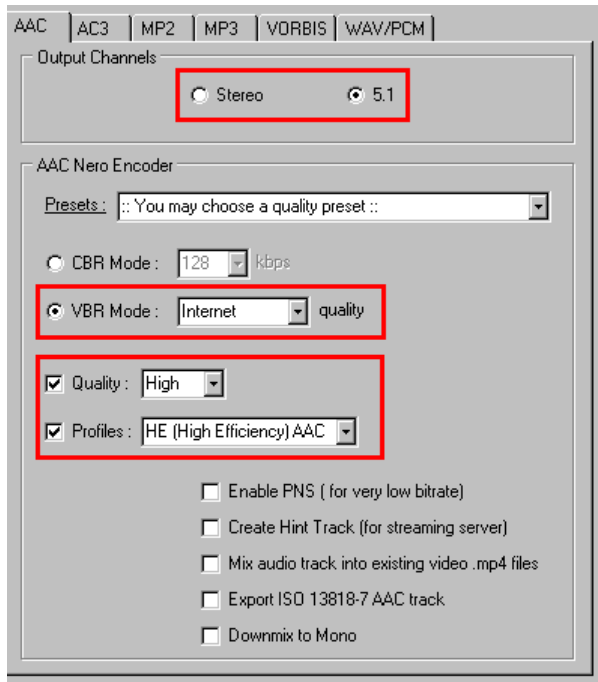 AAC AC3 MP2 MP3 VORBIS WAV/PCM
Output Channels
Stereo 5.1
AAC Nero Encoder
Presets : :: You may choose a quality preset ::
CBR Mode : 128 kbps
VBR Mode : Internet quality
Quality : High
Profiles : HE (High Efficiency) AAC
Enable PNS ( for very low bitrate)
Create Hint Track (for streaming server)
Mix audio track into existing video .mp4 files
Export ISO 13818-7 AAC track
Downmix to Mono